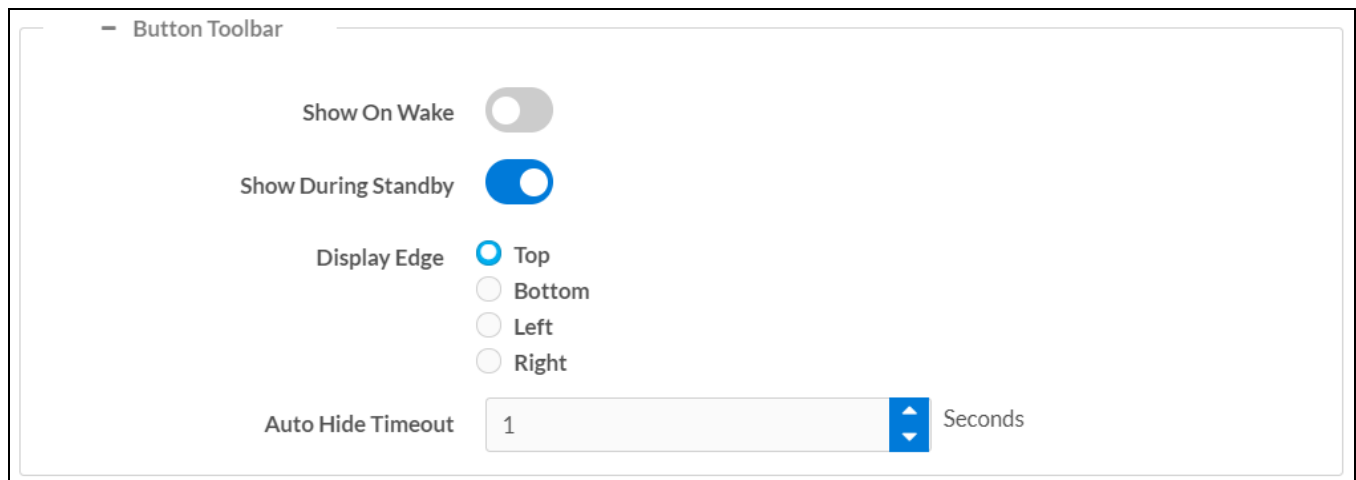 Button Toolbar
Show On Wake
Show During Standby
Display Edge Top
Bottom
Left
Right
Auto Hide Timeout 1 Seconds